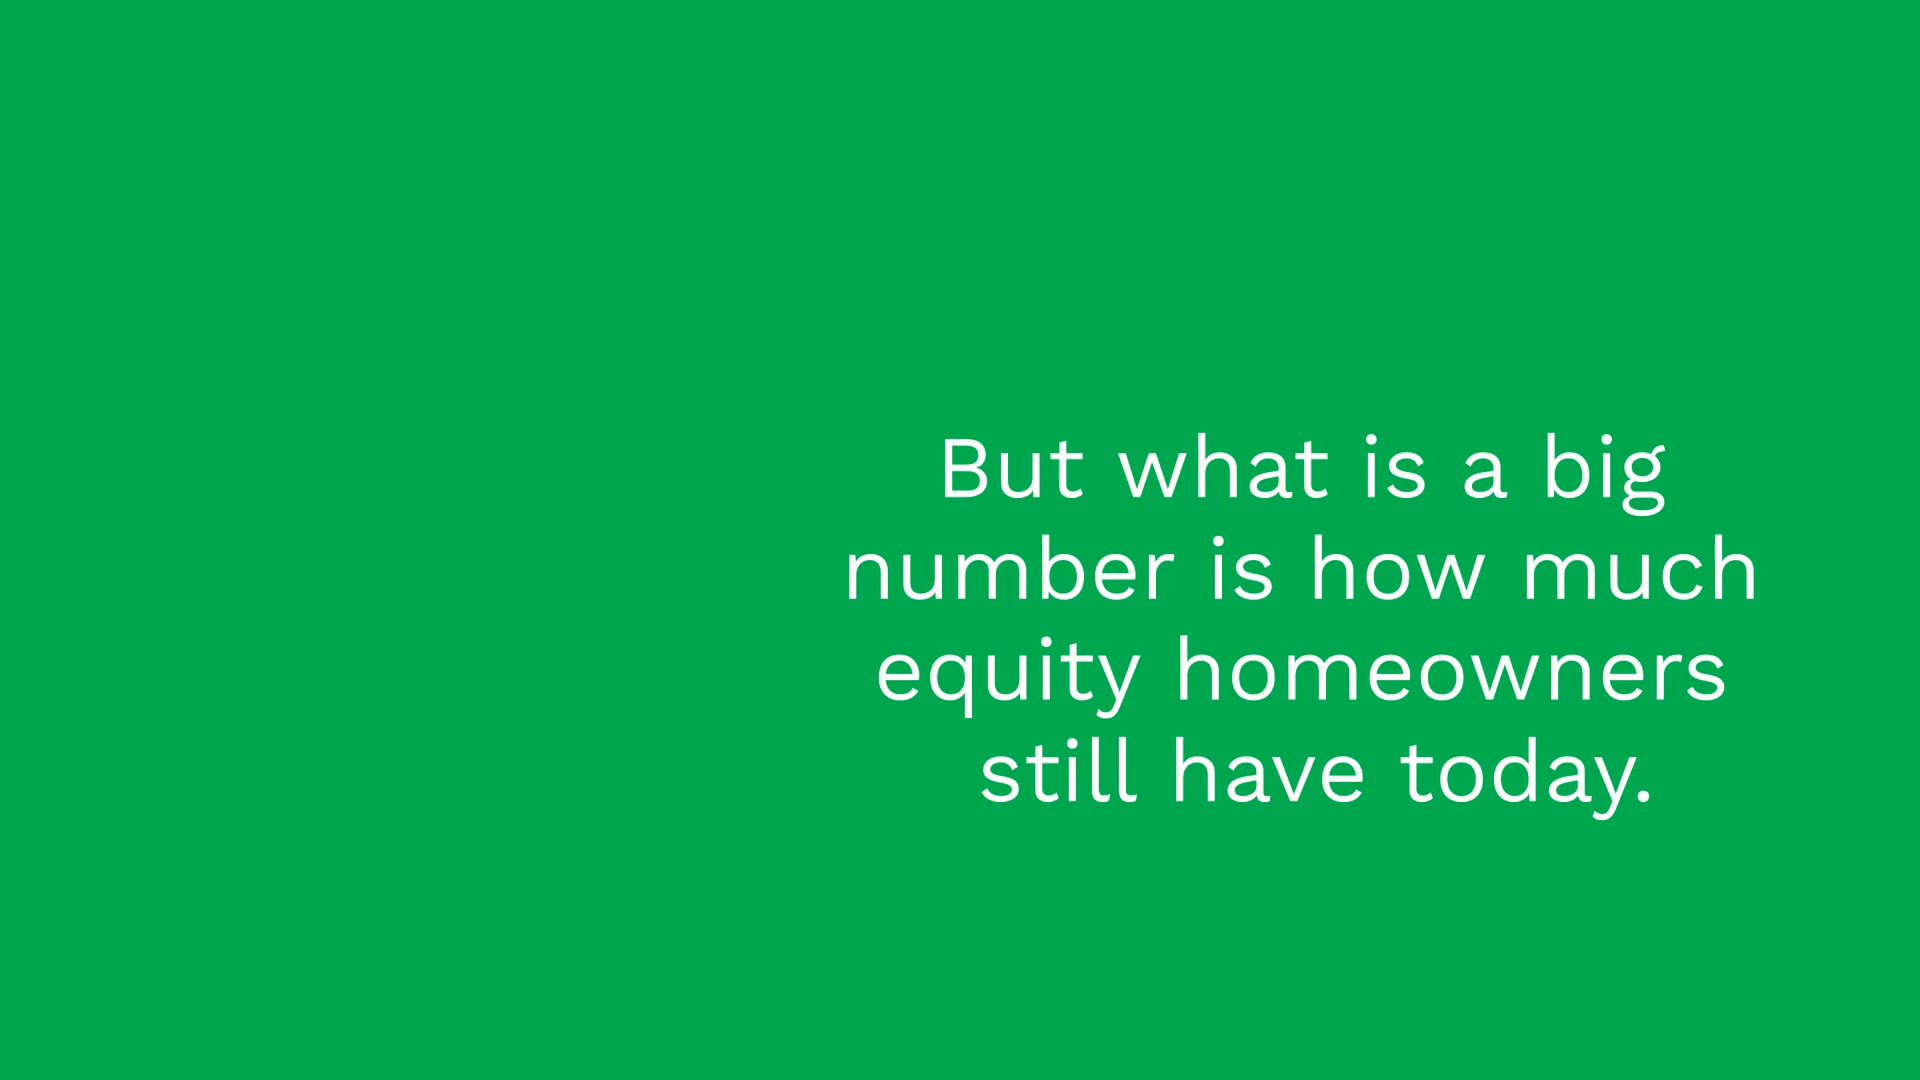 But what is a big
number is how much
equity homeowners
still have today.